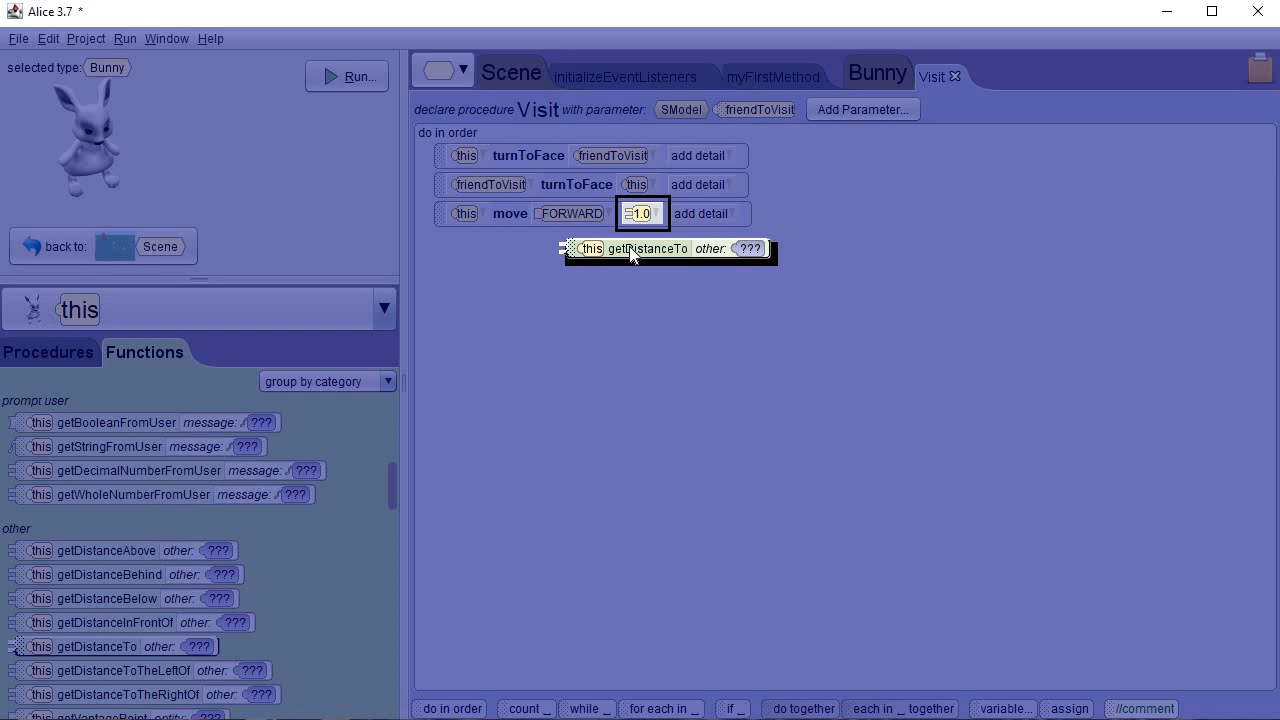 Alice 3.7 *
File Edit Project Run Window Help
selected type: Bunny
Run...
back to: Scene
this
Procedures Functions
group by category
prompt user
this getBooleanFromUser message: ???
this getStringFromUser message: ???
this getDecimalNumberFromUser message: ???
this getWholeNumberFromUser message: ???
other
this getDistanceAbove other: ???
this getDistanceBehind other: ???
this getDistanceBelow other: ???
this getDistanceInFrontOf other: ???
this getDistanceTo other: ???
this getDistanceToTheLeftOf other: ???
this getDistanceToTheRightOf other: ???
this getVantagePoint entity: ???
Scene initializeEventListeners myFirstMethod Bunny Visit
declare procedure Visit with parameter: SModel friendToVisit Add Parameter...
do in order
this turnToFace friendToVisit add detail
friendToVisit turnToFace this add detail
this move FORWARD 1.0 add detail
this getDistanceTo other: ???
do in order count _ while _ for each in _ if _ do together each in _ together variable... assign //comment